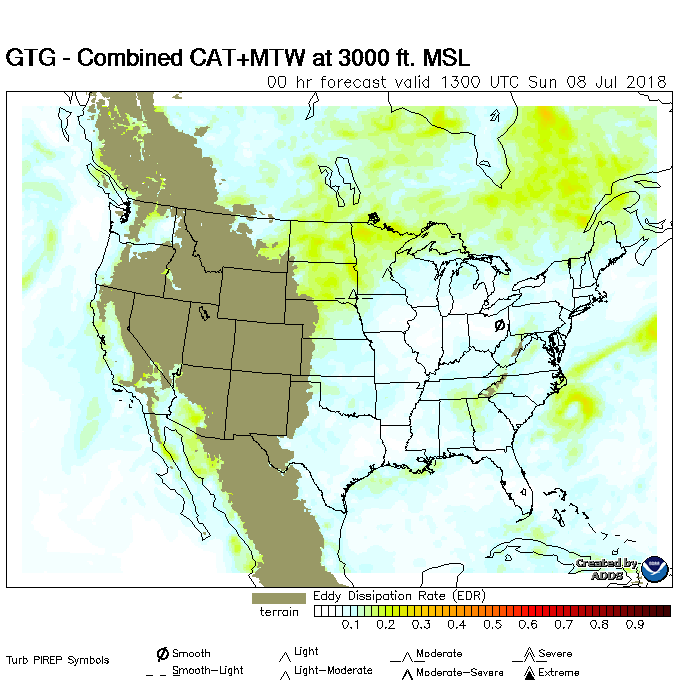 GTG - Combined CAT+MTW at 3000 ft. MSL
00 hr forecast valid 1300 UTC Sun 08 Jul 2018
Created by
ADDS
Eddy Dissipation Rate (EDR)
terrain
0.1 0.2 0.3 0.4 0.5 0.6 0.7 0.8 0.9
Turb PIREP Symbols
Smooth Light Moderate Severe
Smooth-Light Light-Moderate Moderate-Severe Extreme